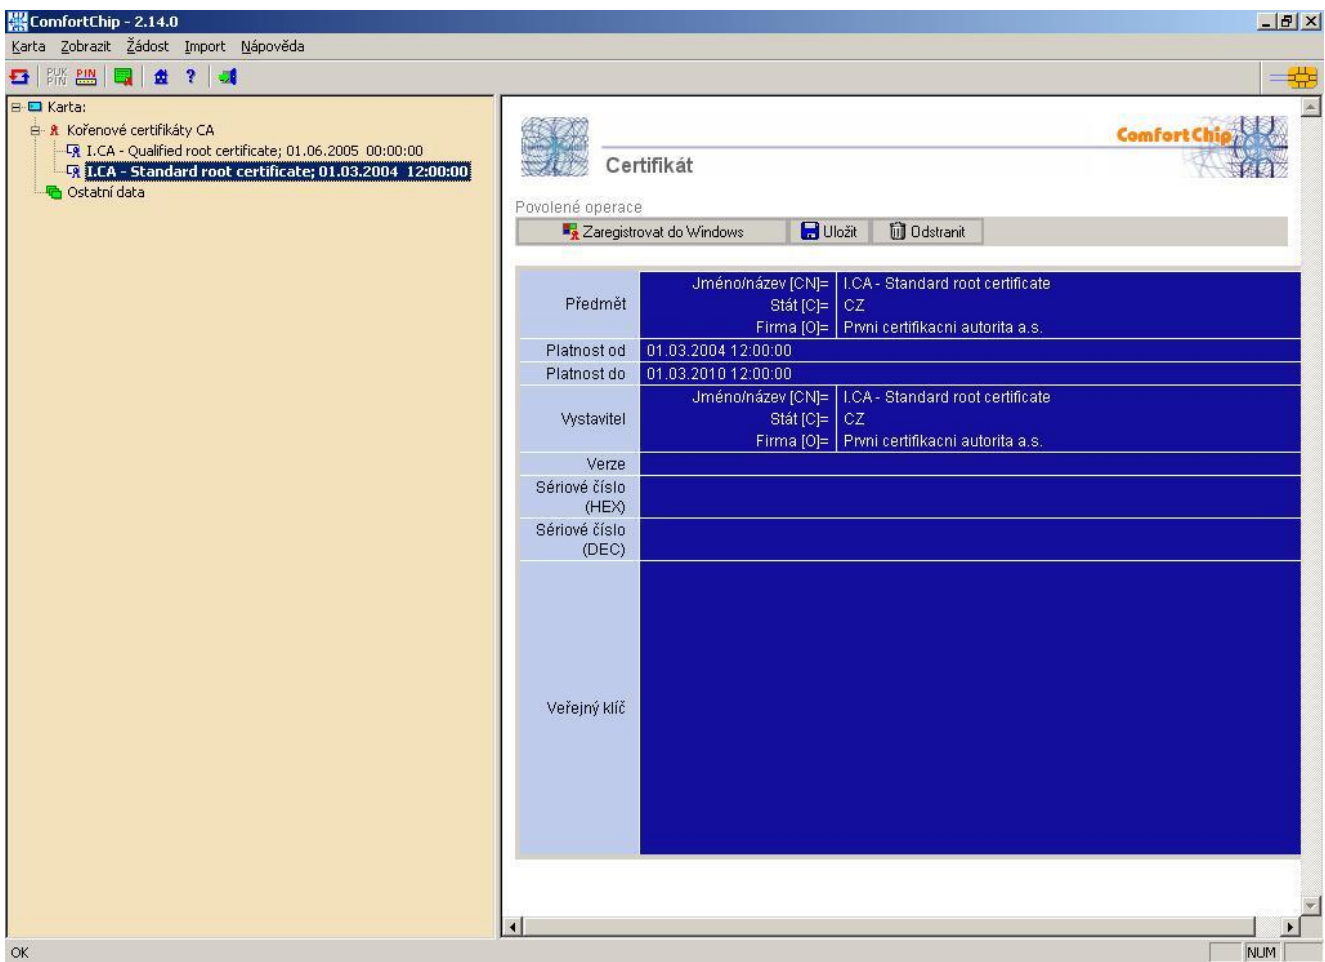 ComfortChip - 2.14.0
Karta Zobrazit Žádost Import Nápověda
PUK PIN PIN ?
Karta:
Kořenové certifikáty CA
I.CA - Qualified root certificate; 01.06.2005 00:00:00
I.CA - Standard root certificate; 01.03.2004 12:00:00
Ostatní data
ComfortChip
Certifikát
Povolené operace
Zaregistrovat do Windows Uložit Odstranit
Předmět
Jméno/název [CN]= I.CA - Standard root certificate
Stát [C]= CZ
Firma [O]= Prvni certifikacni autorita a.s.
Platnost od 01.03.2004 12:00:00
Platnost do 01.03.2010 12:00:00
Vystavitel
Jméno/název [CN]= I.CA - Standard root certificate
Stát [C]= CZ
Firma [O]= Prvni certifikacni autorita a.s.
Verze
Sériové číslo
(HEX)
Sériové číslo
(DEC)
Veřejný klíč
OK NUM